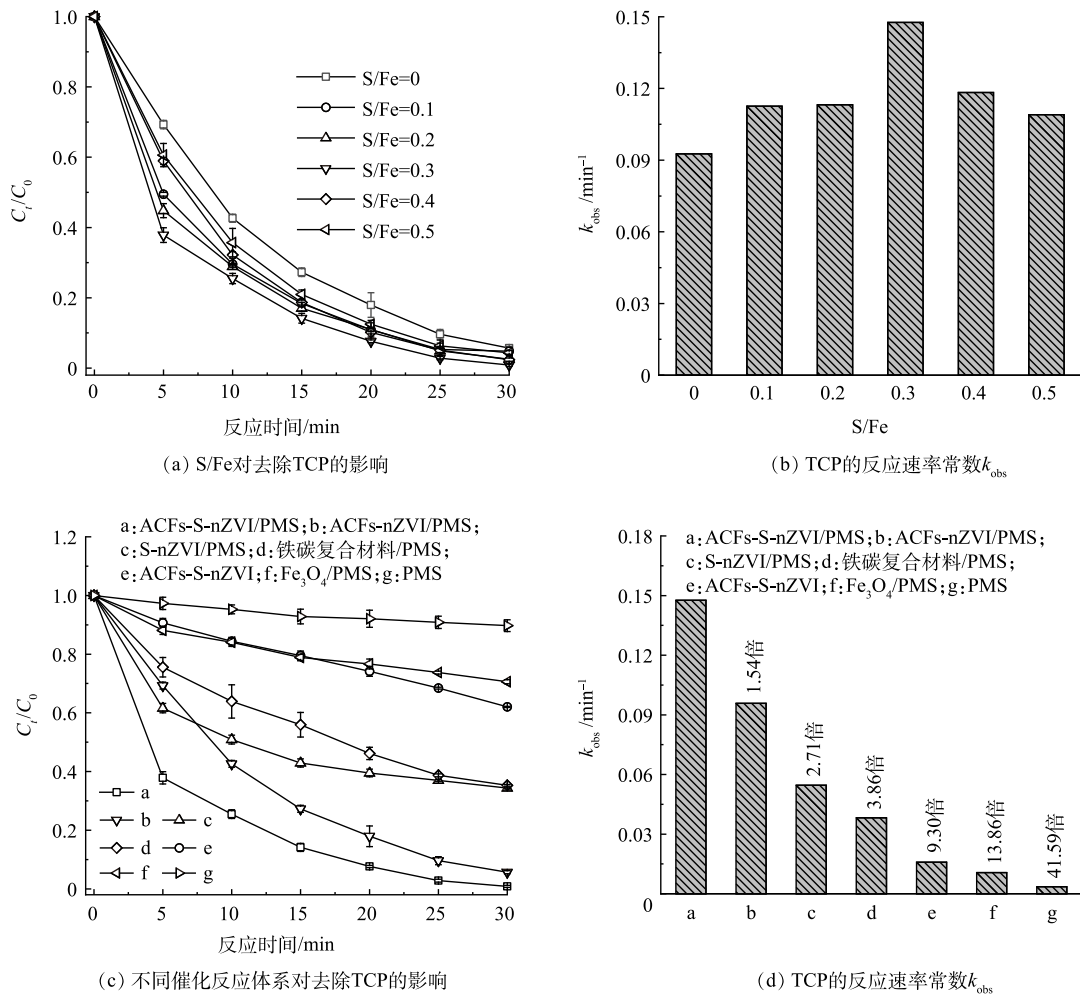 1.0
0.8
0.6
0.4
0.2
0
Cₜ/C₀
S/Fe=0
S/Fe=0.1
S/Fe=0.2
S/Fe=0.3
S/Fe=0.4
S/Fe=0.5
0 5 10 15 20 25 30
反应时间/min
(a) S/Fe对去除TCP的影响
0.15
0.12
0.09
0.06
0.03
0
k_obs /min⁻¹
0 0.1 0.2 0.3 0.4 0.5
S/Fe
(b) TCP的反应速率常数k_obs
a:ACFs-S-nZVI/PMS;b:ACFs-nZVI/PMS;
c:S-nZVI/PMS;d:铁碳复合材料/PMS;
e:ACFs-S-nZVI;f:Fe₃O₄/PMS;g:PMS
1.2
1.0
0.8
0.6
0.4
0.2
0
Cₜ/C₀
a
b c
d e
f g
0 5 10 15 20 25 30
反应时间/min
(c) 不同催化反应体系对去除TCP的影响
a:ACFs-S-nZVI/PMS;b:ACFs-nZVI/PMS;
c:S-nZVI/PMS;d:铁碳复合材料/PMS;
e:ACFs-S-nZVI;f:Fe₃O₄/PMS;g:PMS
0.18
0.15
0.12
0.09
0.06
0.03
0
k_obs /min⁻¹
1.54倍
2.71倍
3.86倍
9.30倍
13.86倍
41.59倍
a b c d e f g
(d) TCP的反应速率常数k_obs